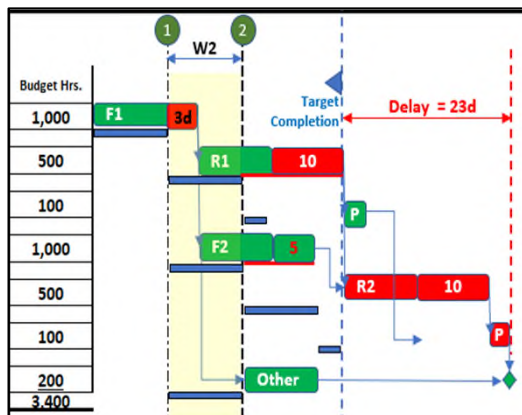 1 2
W2
Budget Hrs.
Target
Completion
Delay = 23d
1,000 F1 3d
500 R1 10
100 P
1,000 F2 5
500 R2 10
100 P
200 Other
3,400